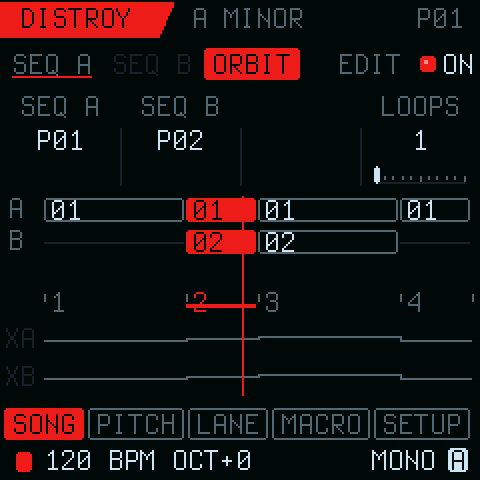 DISTROY A MINOR P01
SEQ A SEQ B ORBIT EDIT ON
SEQ A SEQ B LOOPS
P01 P02 1
A 01 01 01 01
B 02 02
'1 '2 '3 '4 '
XA
XB
SONG PITCH LANE MACRO SETUP
120 BPM OCT+0 MONO A